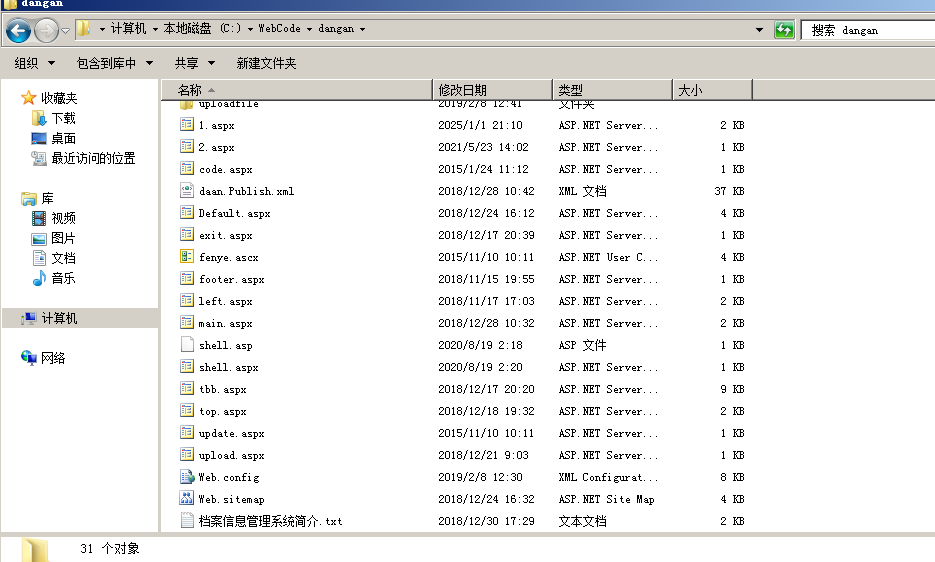 dangan
计算机 本地磁盘 (C:) WebCode dangan 搜索 dangan
组织 包含到库中 共享 新建文件夹
收藏夹
下载
桌面
最近访问的位置
库
视频
图片
文档
音乐
计算机
网络
名称 修改日期 类型 大小
uploadfile 2019/2/8 12:41 文件夹
1.aspx 2025/1/1 21:10 ASP.NET Server... 2 KB
2.aspx 2021/5/23 14:02 ASP.NET Server... 1 KB
code.aspx 2015/1/24 11:12 ASP.NET Server... 1 KB
daan.Publish.xml 2018/12/28 10:42 XML 文档 37 KB
Default.aspx 2018/12/24 16:12 ASP.NET Server... 4 KB
exit.aspx 2018/12/17 20:39 ASP.NET Server... 1 KB
fenye.ascx 2015/11/10 10:11 ASP.NET User C... 4 KB
footer.aspx 2018/11/15 19:55 ASP.NET Server... 1 KB
left.aspx 2018/11/17 17:03 ASP.NET Server... 2 KB
main.aspx 2018/12/28 10:32 ASP.NET Server... 2 KB
shell.asp 2020/8/19 2:18 ASP 文件 1 KB
shell.aspx 2020/8/19 2:20 ASP.NET Server... 1 KB
tbb.aspx 2018/12/17 20:20 ASP.NET Server... 9 KB
top.aspx 2018/12/18 19:32 ASP.NET Server... 2 KB
update.aspx 2015/11/10 10:11 ASP.NET Server... 1 KB
upload.aspx 2018/12/21 9:03 ASP.NET Server... 1 KB
Web.config 2019/2/8 12:30 XML Configurat... 8 KB
Web.sitemap 2018/12/24 16:32 ASP.NET Site Map 4 KB
档案信息管理系统简介.txt 2018/12/30 17:29 文本文档 2 KB
31 个对象